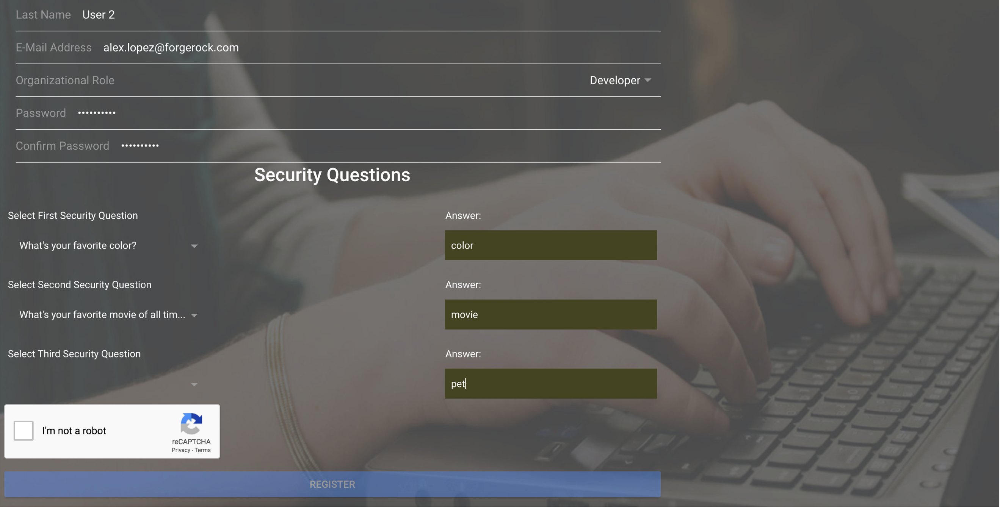 Last Name User 2
E-Mail Address alex.lopez@forgerock.com
Organizational Role Developer
Password ••••••••••
Confirm Password ••••••••••
Security Questions
Select First Security Question Answer:
What's your favorite color? color
Select Second Security Question Answer:
What's your favorite movie of all tim... movie
Select Third Security Question Answer:
pet
I'm not a robot
reCAPTCHA
Privacy - Terms
REGISTER